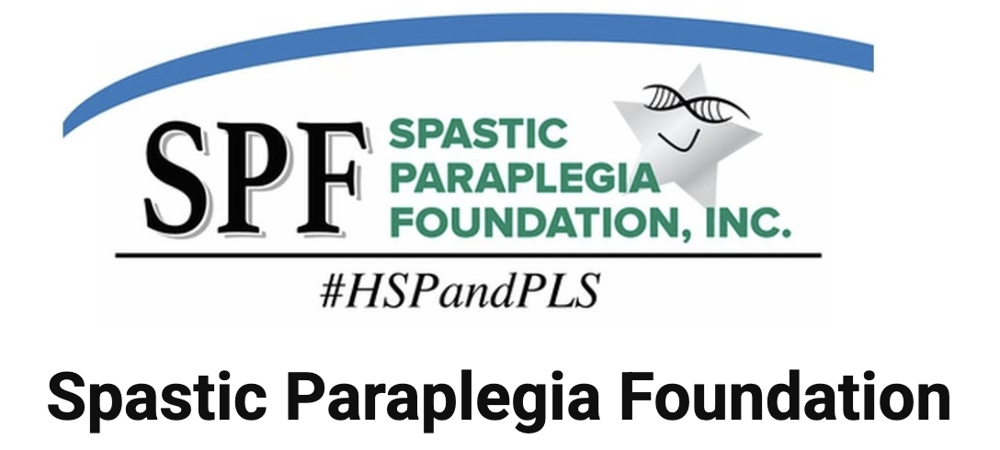 SPF SPASTIC
PARAPLEGIA
FOUNDATION, INC.
#HSPandPLS
Spastic Paraplegia Foundation